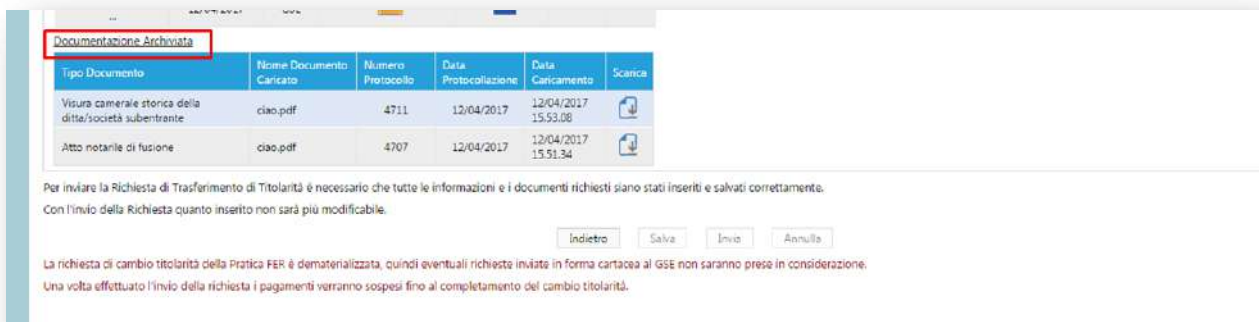 ...
12/04/2017 GSE
Documentazione Archiviata
Tipo Documento Nome Documento Caricato Numero Protocollo Data Protocollazione Data Caricamento Scarica
Visura camerale storica della ditta/società subentrante ciao.pdf 4711 12/04/2017 12/04/2017 15.53.08
Atto notarile di fusione ciao.pdf 4707 12/04/2017 12/04/2017 15.51.34
Per inviare la Richiesta di Trasferimento di Titolarità è necessario che tutte le informazioni e i documenti richiesti siano stati inseriti e salvati correttamente.
Con l'invio della Richiesta quanto inserito non sarà più modificabile.
Indietro Salva Invio Annulla
La richiesta di cambio titolarità della Pratica FER è dematerializzata, quindi eventuali richieste inviate in forma cartacea al GSE non saranno prese in considerazione.
Una volta effettuato l'invio della richiesta i pagamenti verranno sospesi fino al completamento del cambio titolarità.